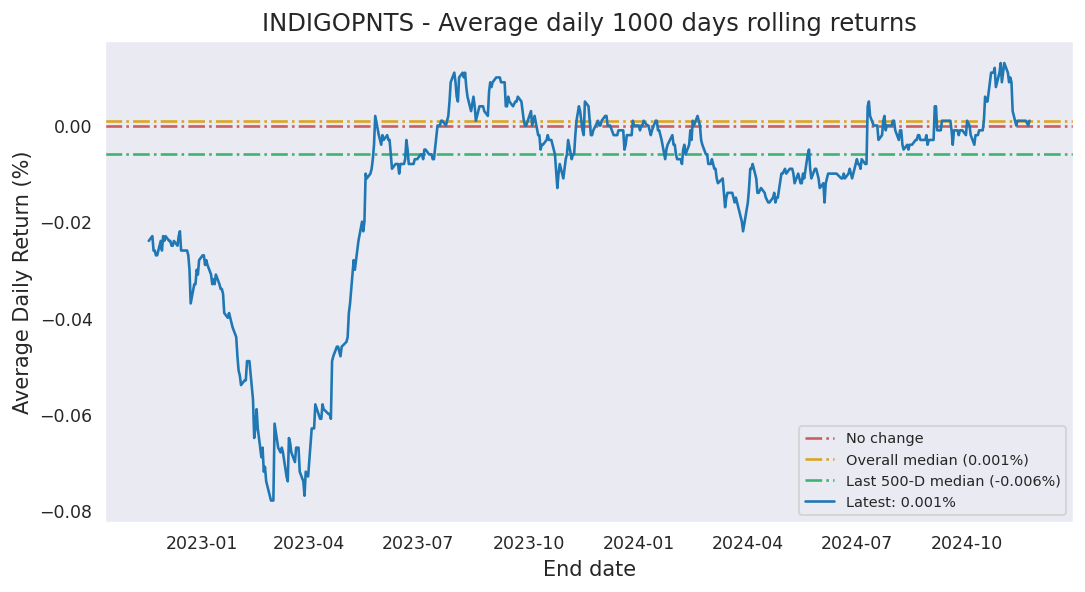 INDIGOPNTS - Average daily 1000 days rolling returns
Average Daily Return (%)
0.00
−0.02
−0.04
−0.06
−0.08
No change
Overall median (0.001%)
Last 500-D median (-0.006%)
Latest: 0.001%
2023-01
2023-04
2023-07
2023-10
2024-01
2024-04
2024-07
2024-10
End date